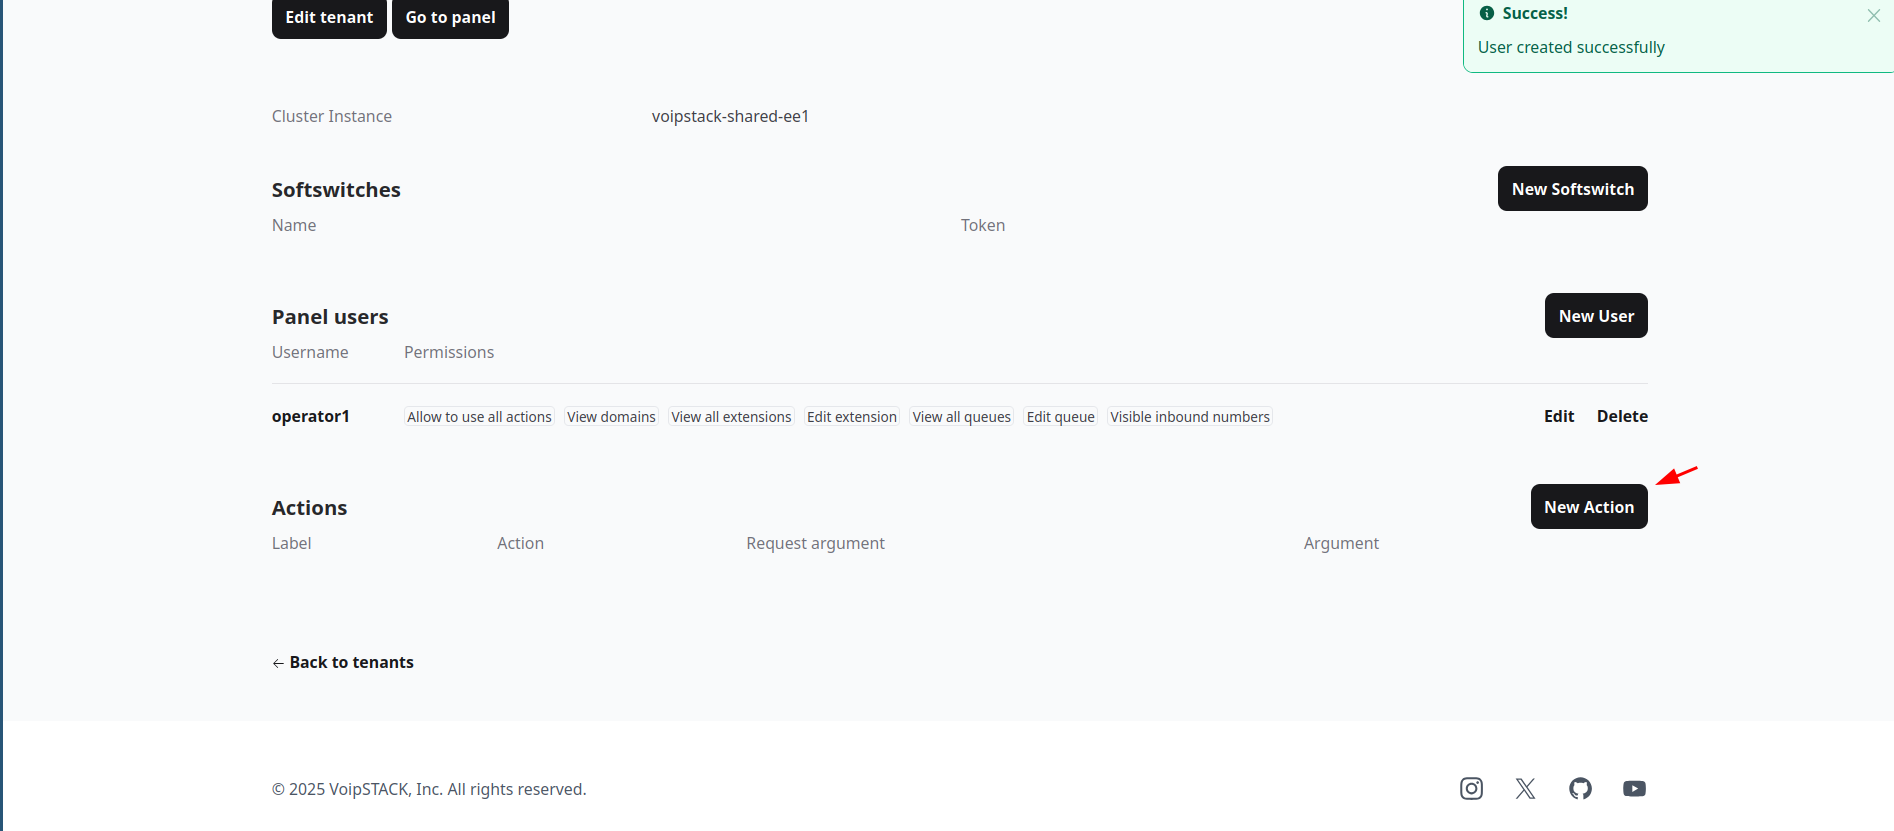 Edit tenant Go to panel
Success!
User created successfully
Cluster Instance voipstack-shared-ee1
Softswitches New Softswitch
Name Token
Panel users New User
Username Permissions
operator1 Allow to use all actions View domains View all extensions Edit extension View all queues Edit queue Visible inbound numbers Edit Delete
Actions New Action
Label Action Request argument Argument
← Back to tenants
© 2025 VoipSTACK, Inc. All rights reserved.